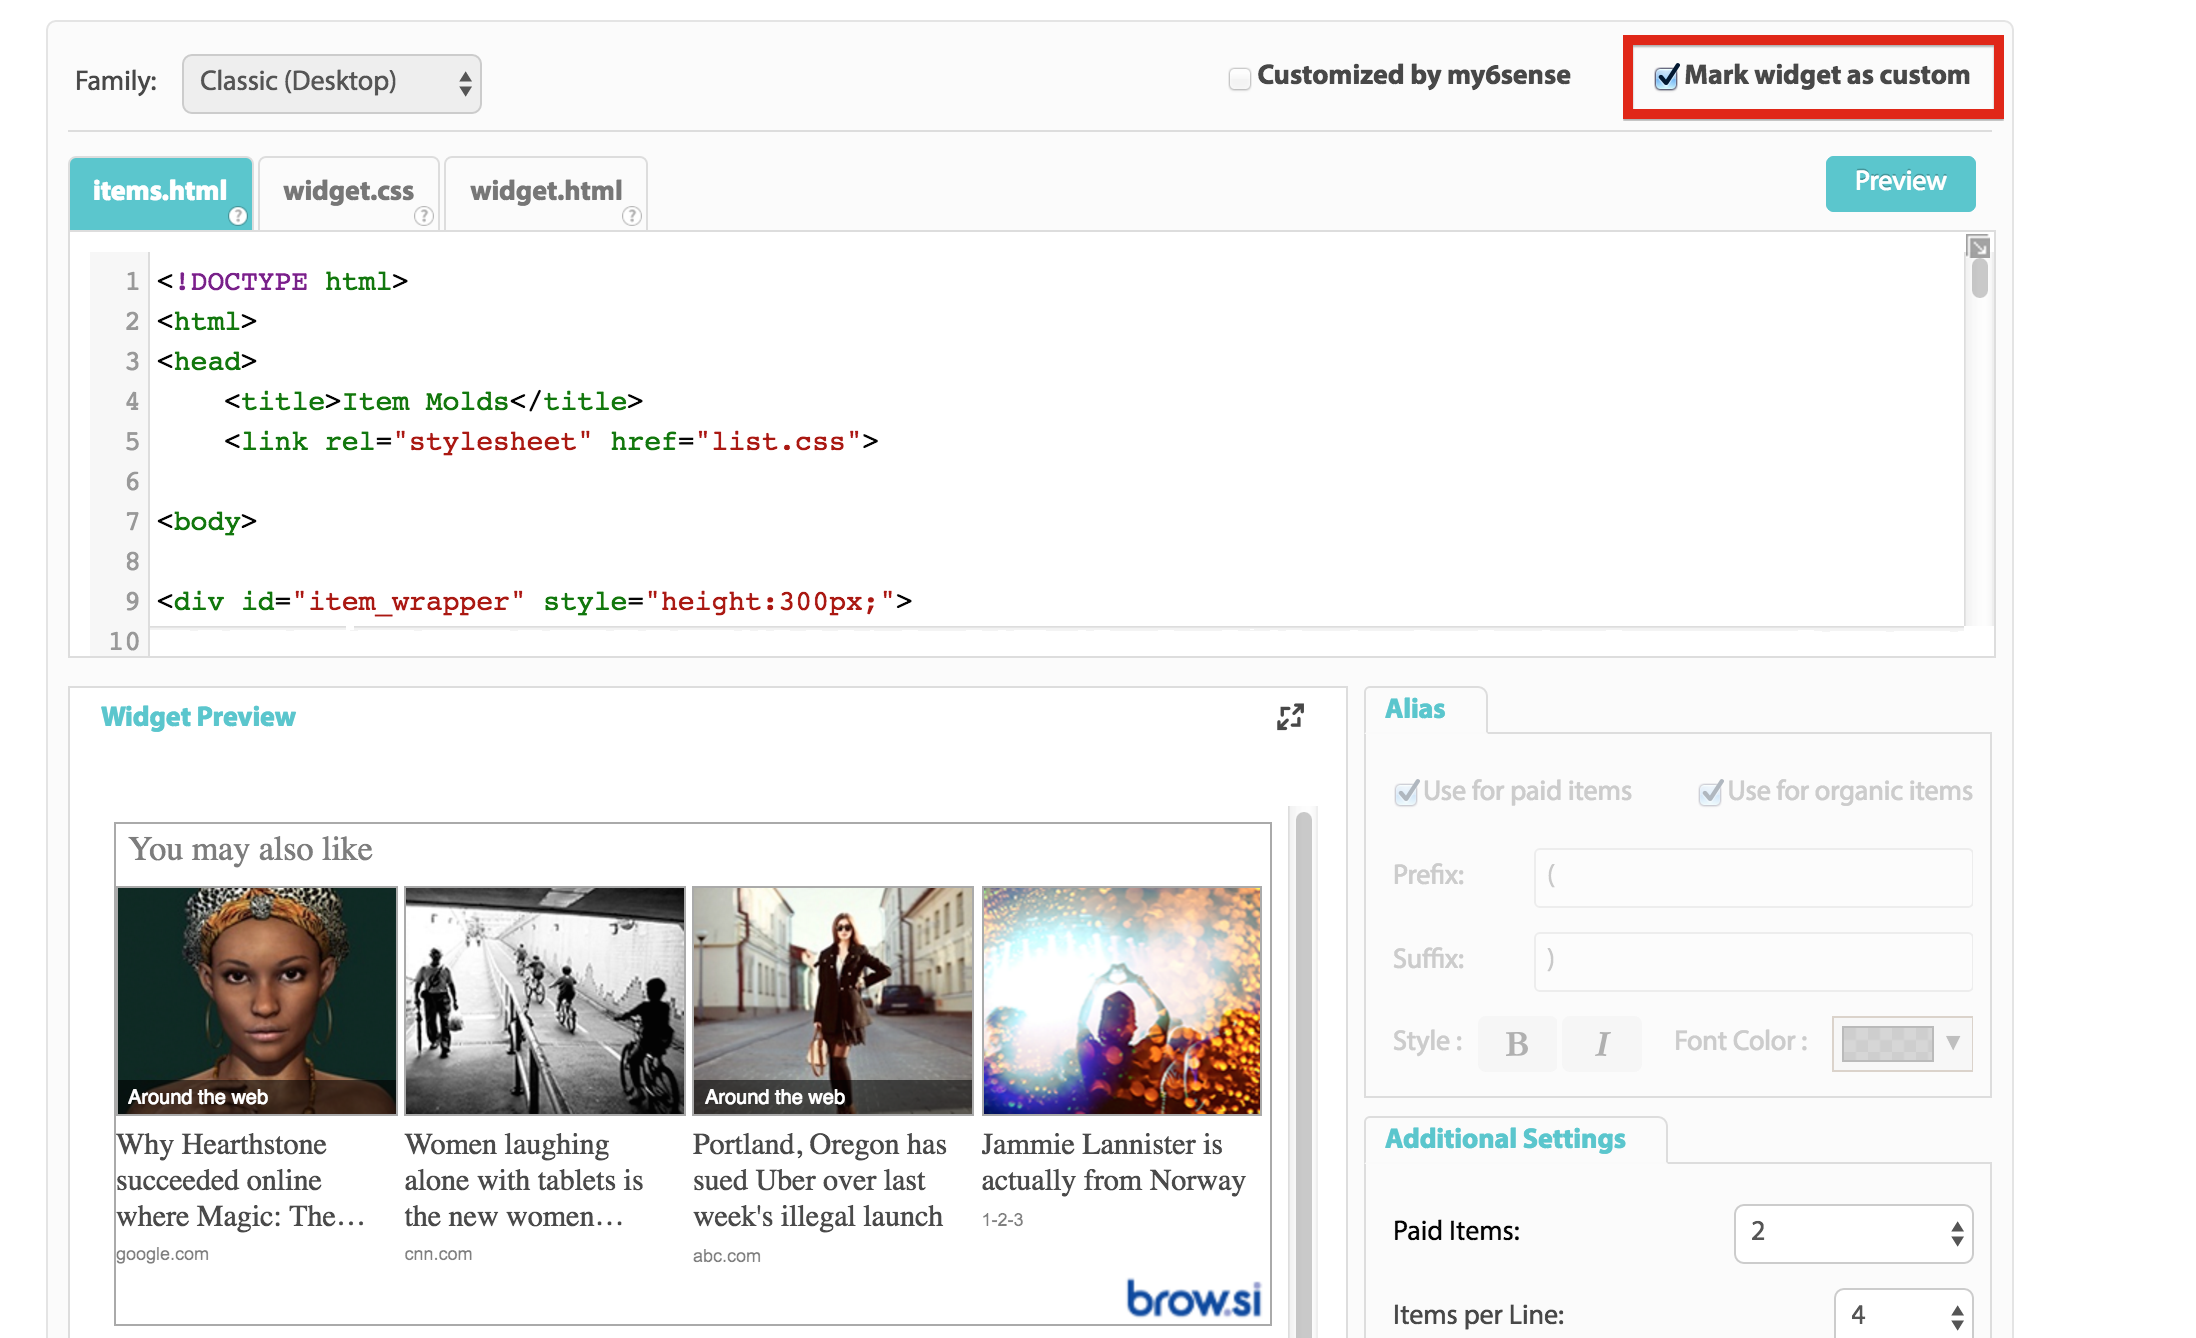 Family: Classic (Desktop) Customized by my6sense Mark widget as custom
items.html ? widget.css ? widget.html ? Preview
1 <!DOCTYPE html>
2 <html>
3 <head>
4 <title>Item Molds</title>
5 <link rel="stylesheet" href="list.css">
6
7 <body>
8
9 <div id="item_wrapper" style="height:300px;">
10
Widget Preview
You may also like
Around the web
Why Hearthstone
succeeded online
where Magic: The...
google.com
Women laughing
alone with tablets is
the new women...
cnn.com
Around the web
Portland, Oregon has
sued Uber over last
week's illegal launch
abc.com
Jammie Lannister is
actually from Norway
1-2-3
brow.si
Alias
Use for paid items Use for organic items
Prefix: (
Suffix: )
Style : B I Font Color :
Additional Settings
Paid Items: 2
Items per Line: 4